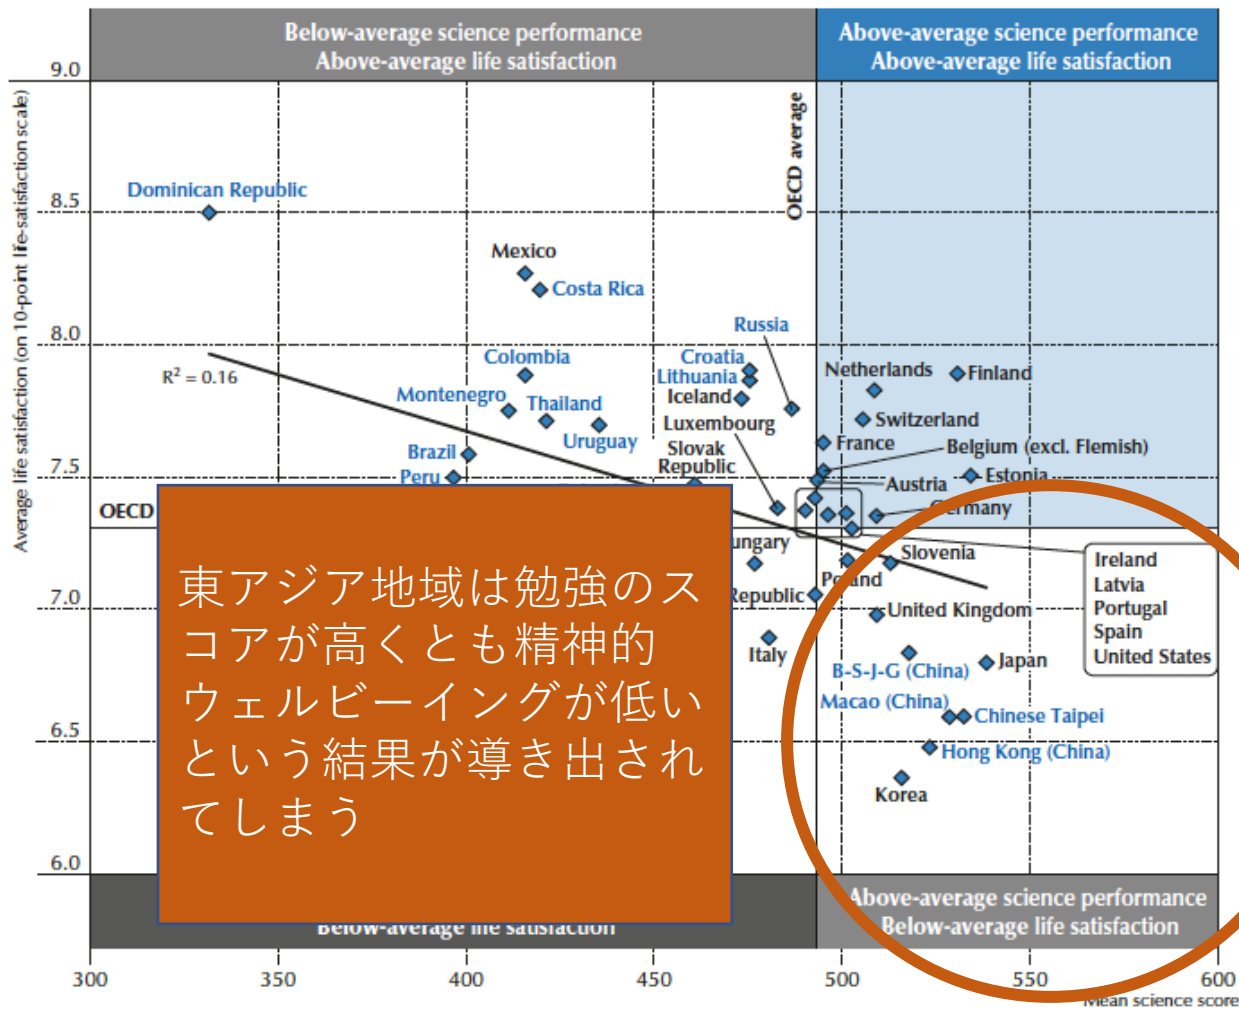 Below-average science performance
Above-average life satisfaction
Above-average science performance
Above-average life satisfaction
Average life satisfaction (on 10-point life-satisfaction scale)
9.0
8.5
8.0
7.5
7.0
6.5
6.0
OECD average
Dominican Republic
Mexico
Costa Rica
Russia
R² = 0.16
Colombia
Croatia
Lithuania
Iceland
Netherlands
Finland
Montenegro
Thailand
Luxembourg
Switzerland
Uruguay
Slovak
Republic
France
Belgium (excl. Flemish)
Brazil
Peru
Austria
Estonia
OECD
Germany
ungary
Slovenia
Poland
Republic
United Kingdom
Italy
Ireland
Latvia
Portugal
Spain
United States
B-S-J-G (China)
Japan
Macao (China)
Chinese Taipei
Hong Kong (China)
Korea
東アジア地域は勉強のス
コアが高くとも精神的
ウェルビーイングが低い
という結果が導き出され
てしまう
Below-average life satisfaction
Above-average science performance
Below-average life satisfaction
300
350
400
450
500
550
600
Mean science score